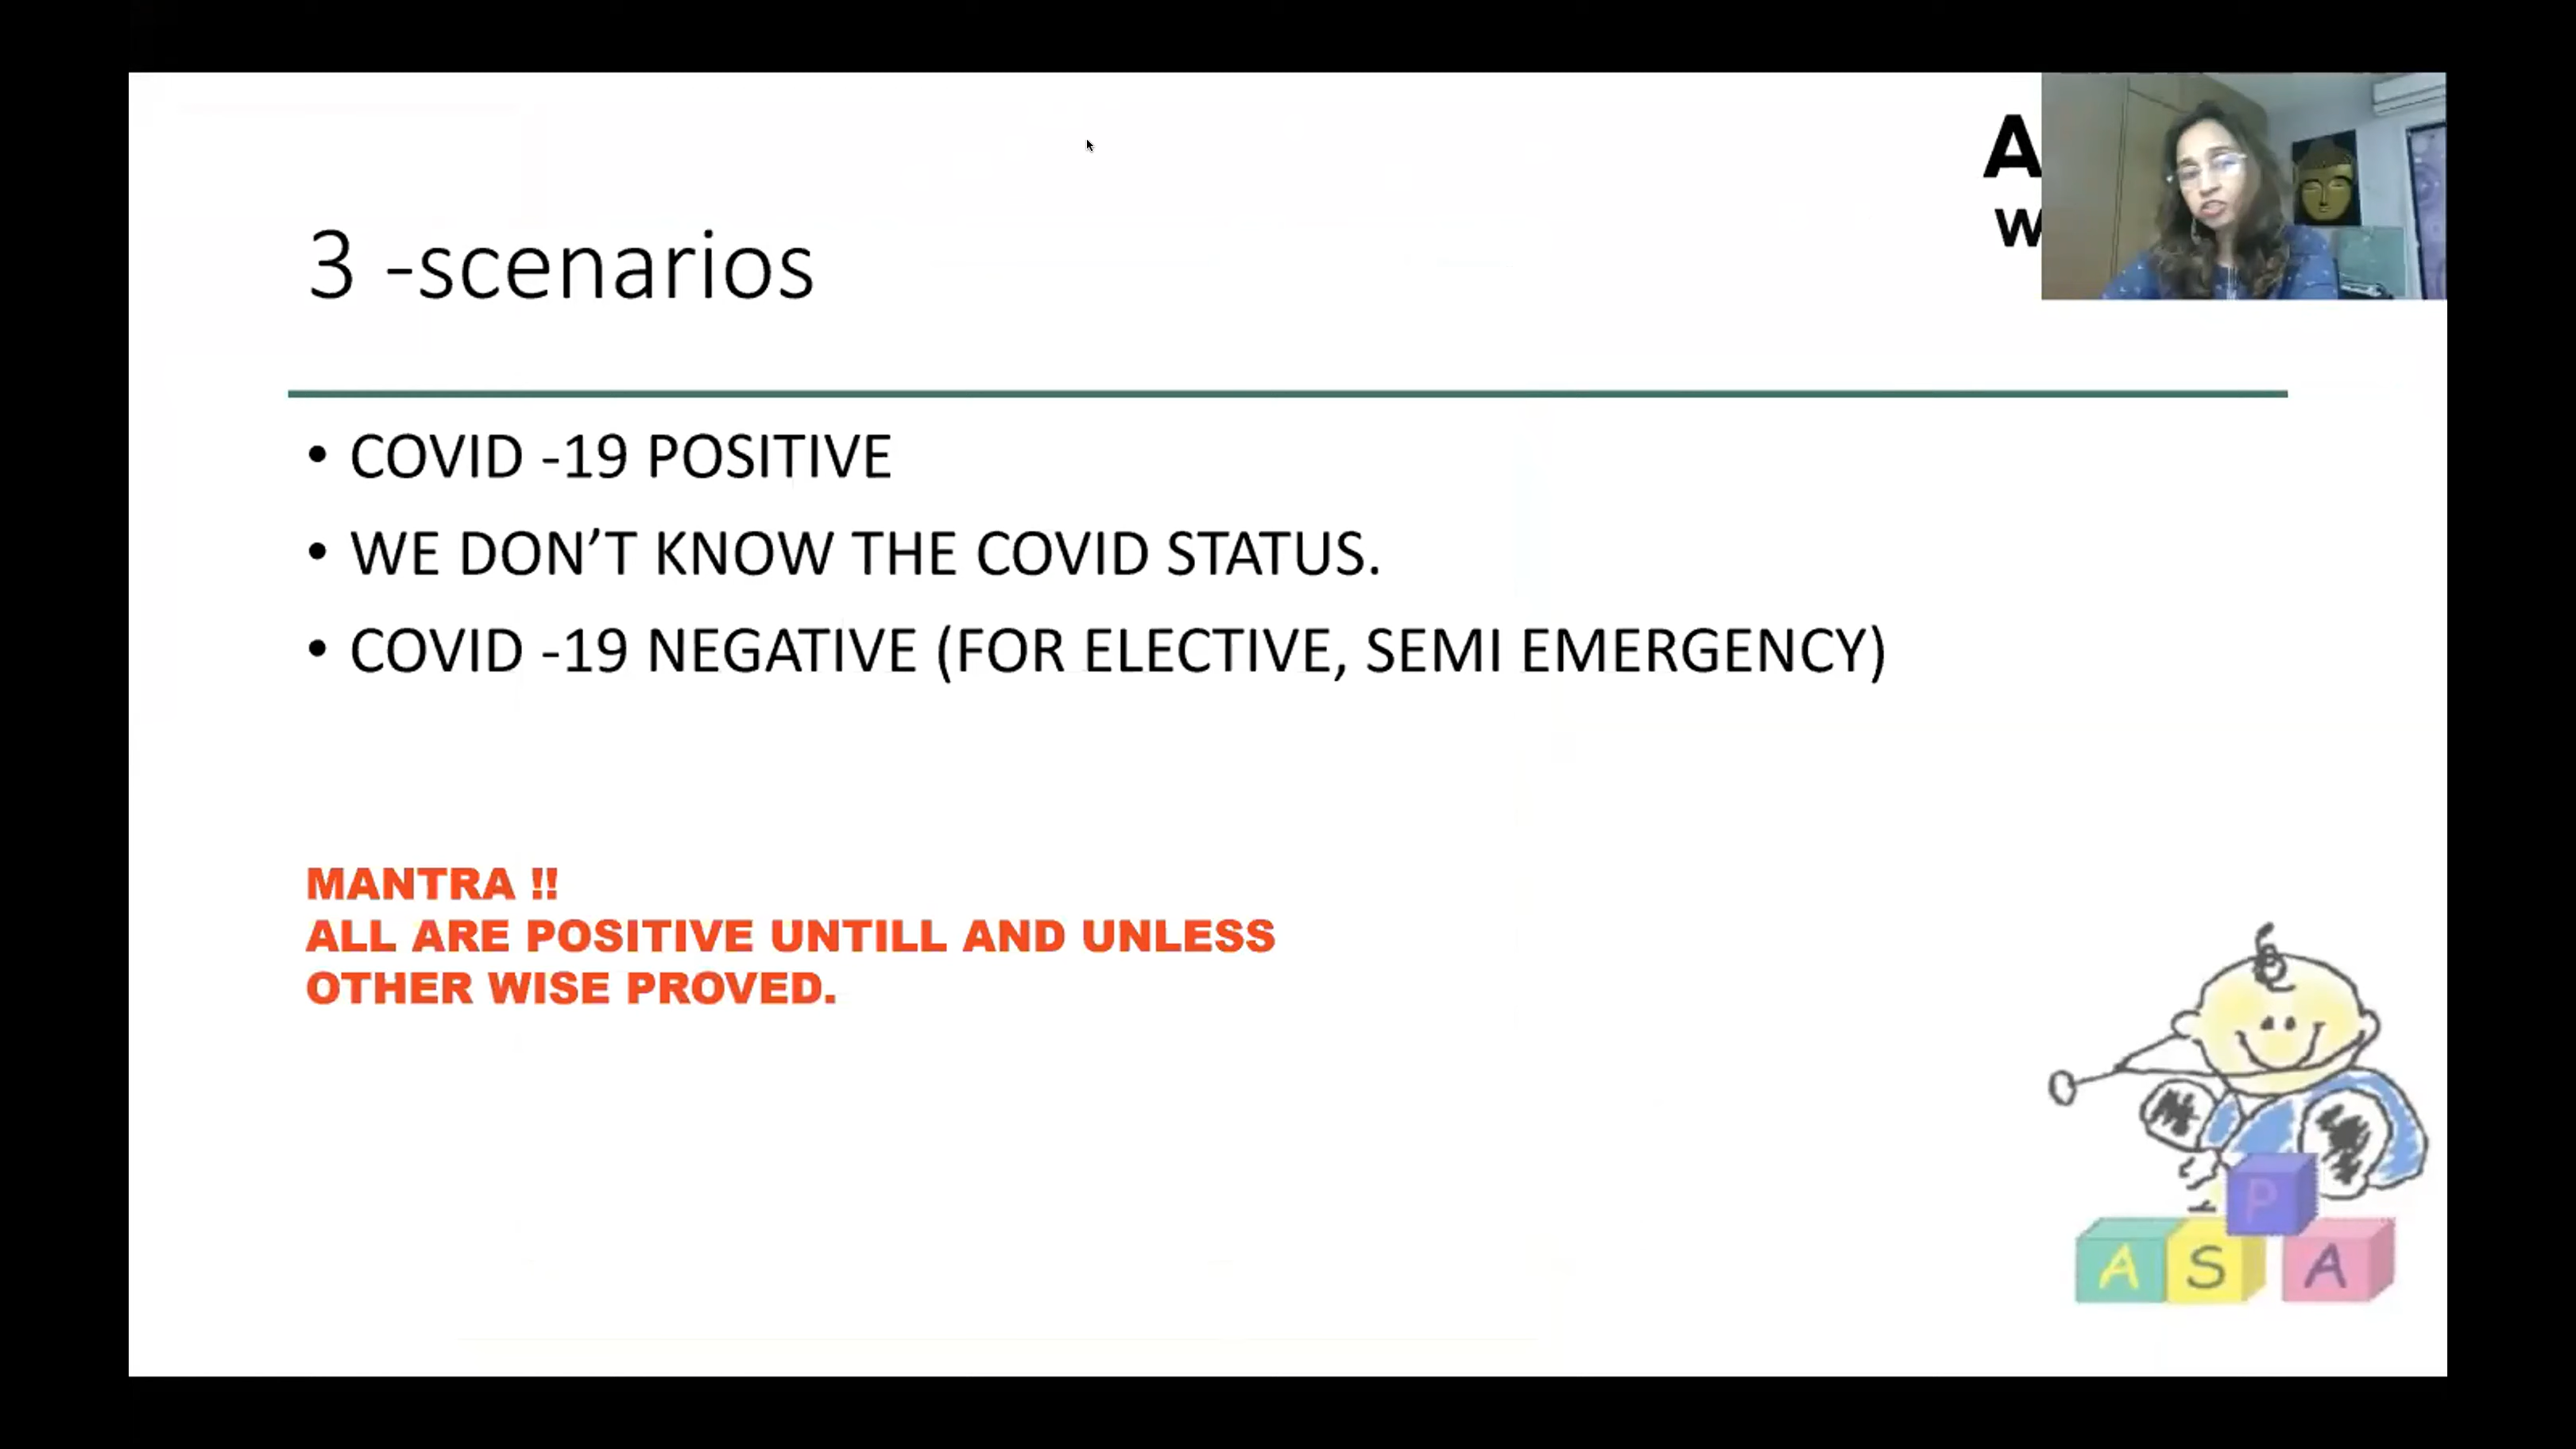 3 -scenarios
• COVID -19 POSITIVE
• WE DON’T KNOW THE COVID STATUS.
• COVID -19 NEGATIVE (FOR ELECTIVE, SEMI EMERGENCY)
MANTRA !!
ALL ARE POSITIVE UNTILL AND UNLESS
OTHER WISE PROVED.
P
A S A